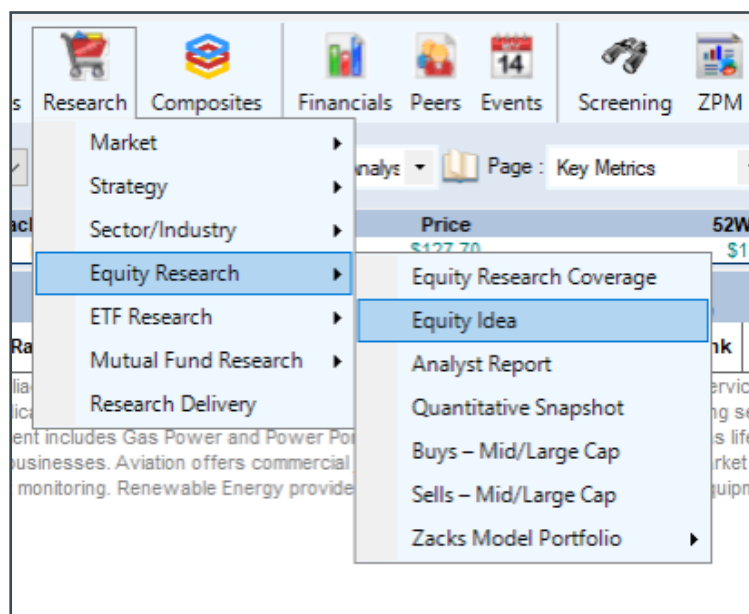 14
Research Composites Financials Peers Events Screening ZPM
Market
Page : Key Metrics
Strategy
Sector/Industry
Price
$127.70
Equity Research
Equity Research Coverage
Equity Idea
ETF Research
Analyst Report
Mutual Fund Research
Quantitative Snapshot
Research Delivery
Buys – Mid/Large Cap
Sells – Mid/Large Cap
Zacks Model Portfolio
ent includes Gas Power and Power
businesses. Aviation offers commercial
monitoring. Renewable Energy provide